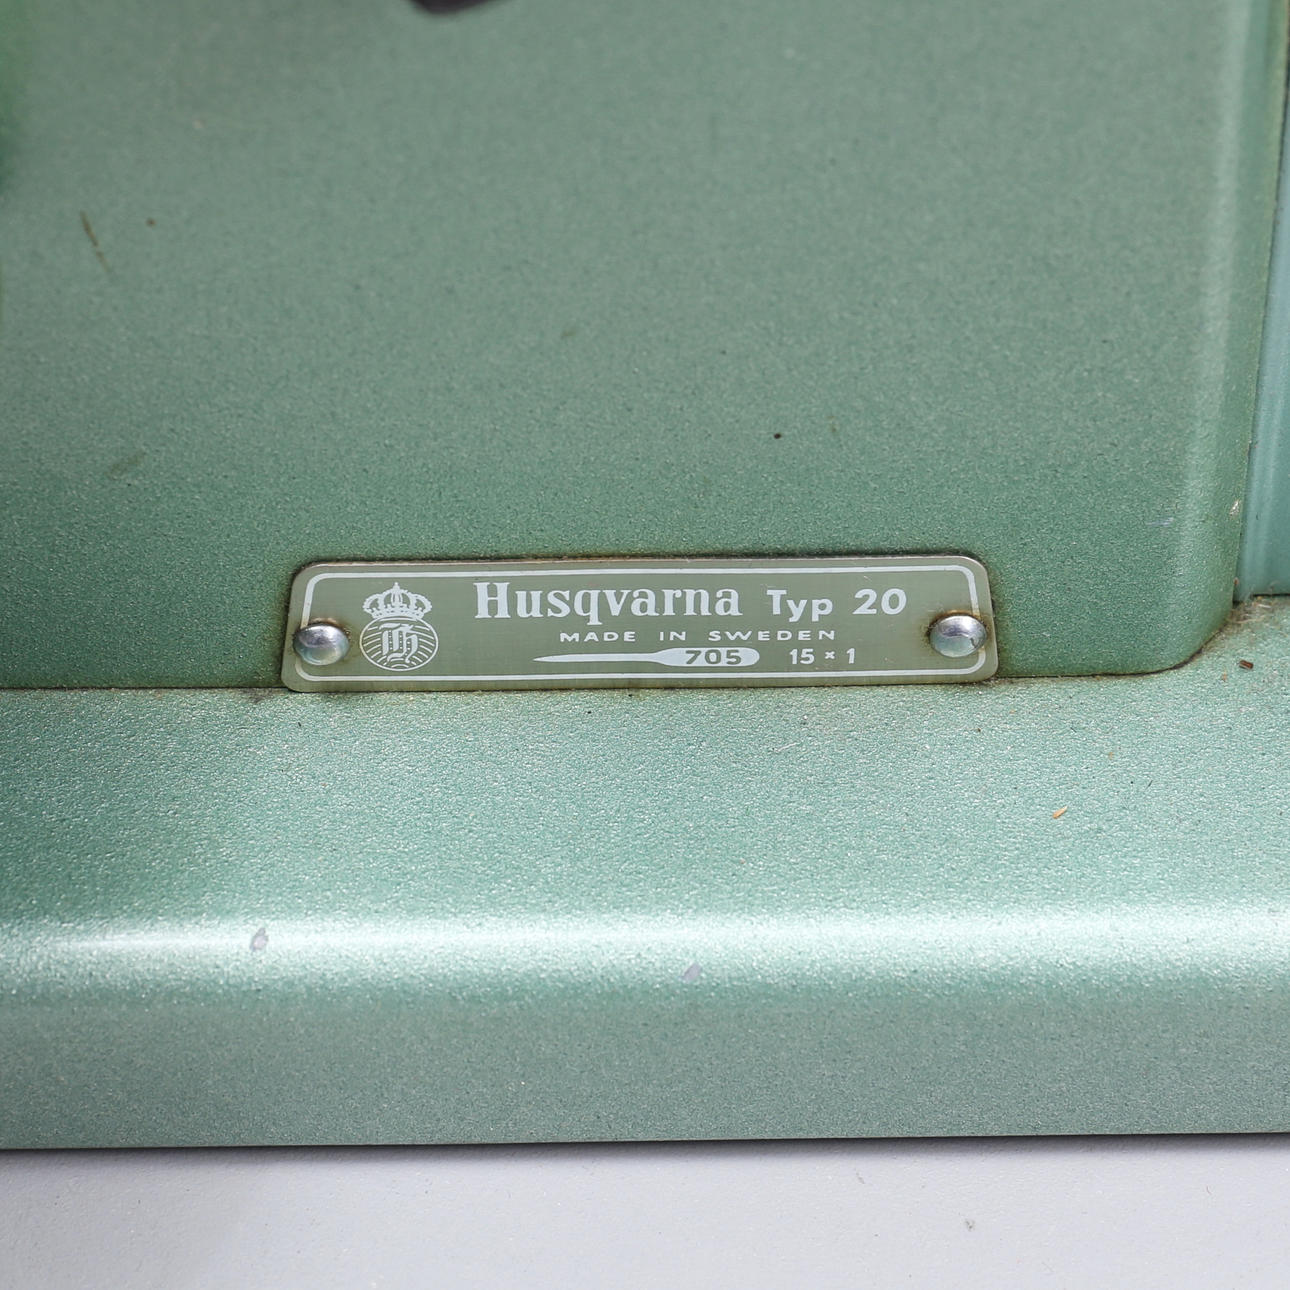 Husqvarna Typ 20
MADE IN SWEDEN
705 15 x 1